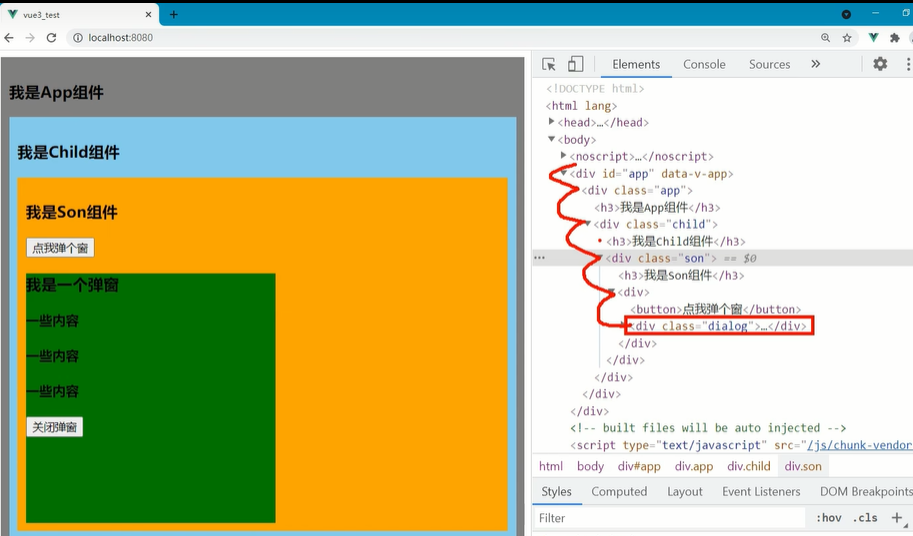 vue3_test
localhost:8080
我是App组件
我是Child组件
我是Son组件
点我弹个窗
我是一个弹窗
一些内容
一些内容
一些内容
关闭弹窗
Elements Console Sources »
<!DOCTYPE html>
<html lang>
<head>…</head>
<body>
<noscript>…</noscript>
<div id="app" data-v-app>
<div class="app">
<h3>我是App组件</h3>
<div class="child">
<h3>我是Child组件</h3>
<div class="son"> == $0
<h3>我是Son组件</h3>
<div>
<button>点我弹个窗</button>
<div class="dialog">…</div>
</div>
</div>
</div>
</div>
</div>
<!-- built files will be auto injected -->
<script type="text/javascript" src="/js/chunk-vendor
html body div#app div.app div.child div.son
Styles Computed Layout Event Listeners DOM Breakpoints
Filter :hov .cls +